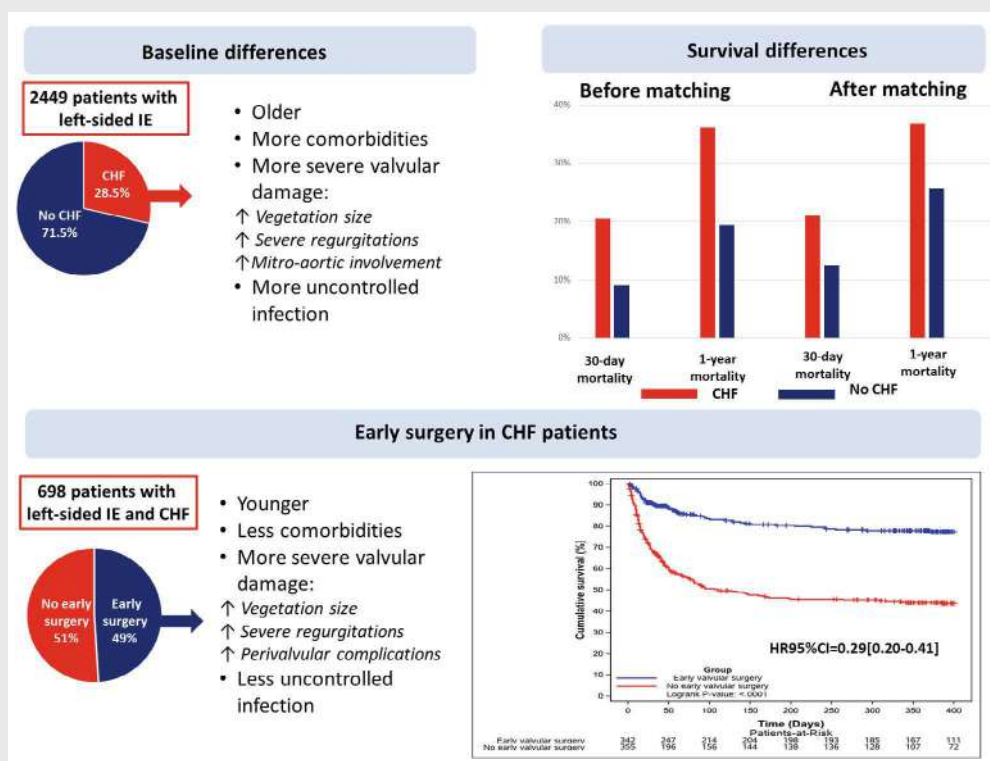 Baseline differences
2449 patients with
left-sided IE
CHF
28.5%
No CHF
71.5%
• Older
• More comorbidities
• More severe valvular
damage:
↑ Vegetation size
↑ Severe regurgitations
↑ Mitro-aortic involvement
• More uncontrolled
infection
Survival differences
Before matching
After matching
40%
30%
20%
10%
0%
30-day
mortality
1-year
mortality
30-day
mortality
1-year
mortality
CHF
No CHF
Early surgery in CHF patients
698 patients with
left-sided IE and CHF
No early
surgery
51%
Early
surgery
49%
• Younger
• Less comorbidities
• More severe valvular
damage:
↑ Vegetation size
↑ Severe regurgitations
↑ Perivalvular complications
• Less uncontrolled
infection
Cumulative survival (%)
100
90
80
70
60
50
40
30
20
10
0
HR95%CI=0.29[0.20-0.41]
Group
Early valvular surgery
No early valvular surgery
Logrank P-value: <.0001
0 50 100 150 200 250 300 350 400
Time (Days)
Patients-at-Risk
Early valvular surgery 342 247 214 204 198 193 185 167 111
No early valvular surgery 355 196 156 144 138 136 128 107 72